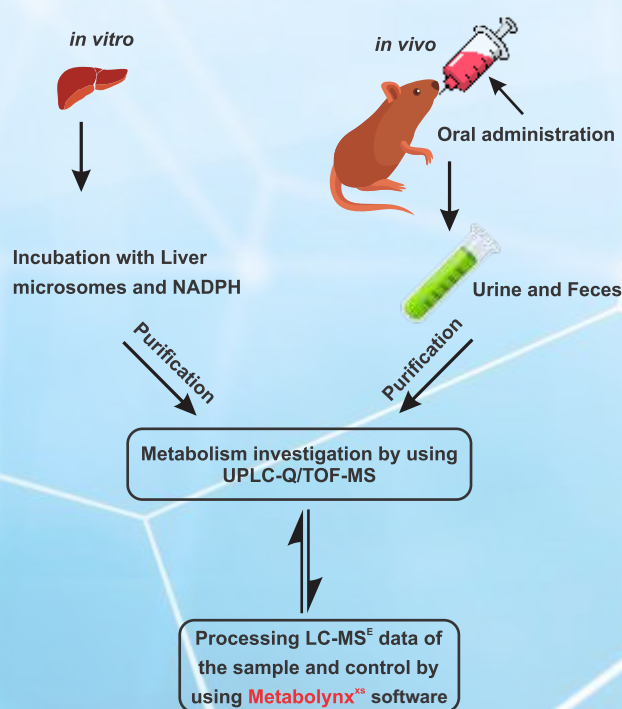 in vitro
in vivo
Oral administration
Incubation with Liver
microsomes and NADPH
Urine and Feces
Purification
Purification
Metabolism investigation by using
UPLC-Q/TOF-MS
Processing LC-MSᴱ data of
the sample and control by
using Metabolynxˣˢ software